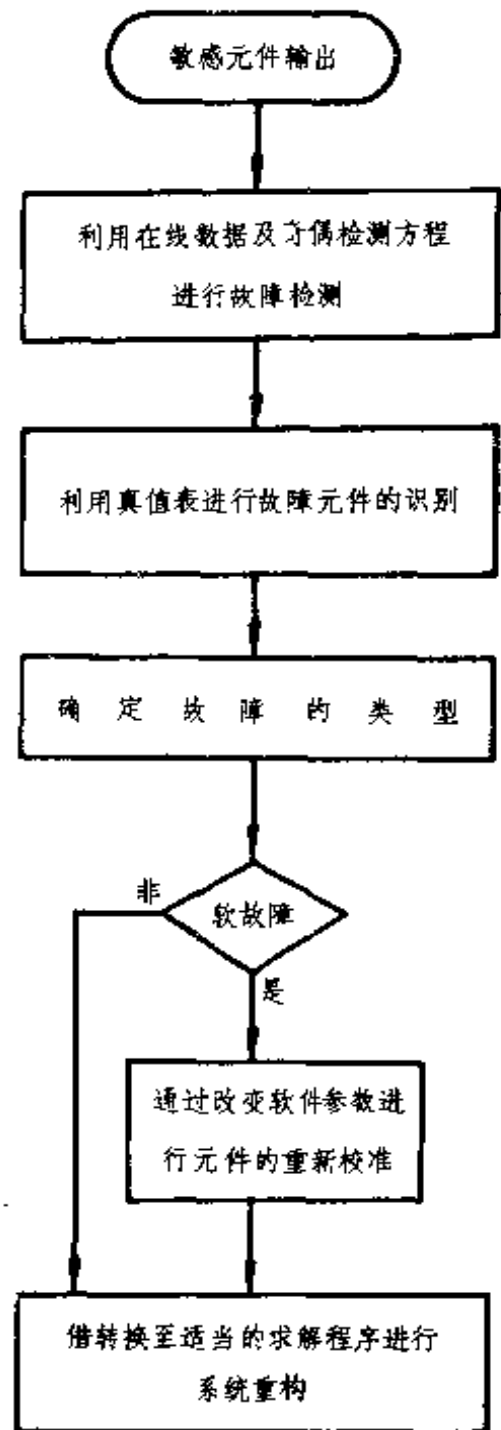 敏感元件输出
利用在线数据及奇偶检测方程
进行故障检测
利用真值表进行故障元件的识别
确定故障的类型
非
软故障
是
通过改变软件参数进
行元件的重新校准
借转换至适当的求解程序进行
系统重构